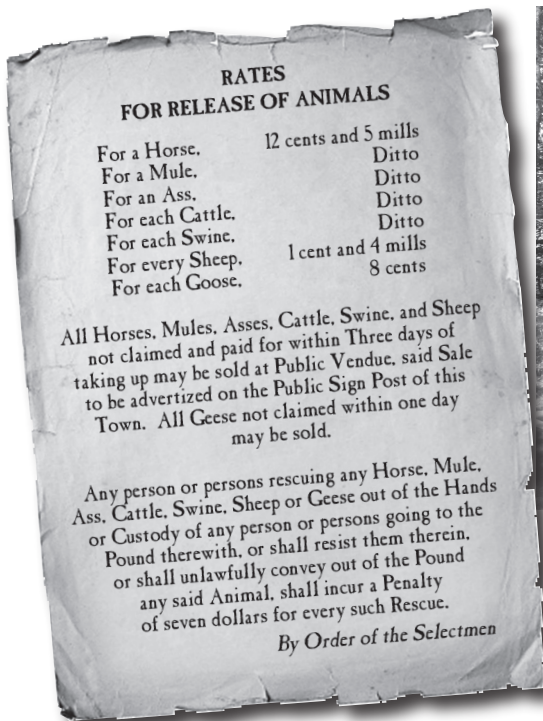 RATES
FOR RELEASE OF ANIMALS
For a Horse, 12 cents and 5 mills
For a Mule, Ditto
For an Ass, Ditto
For each Cattle, Ditto
For each Swine, Ditto
For every Sheep, 1 cent and 4 mills
For each Goose, 8 cents
All Horses, Mules, Asses, Cattle, Swine, and Sheep
not claimed and paid for within Three days of
taking up may be sold at Public Vendue, said Sale
to be advertized on the Public Sign Post of this
Town. All Geese not claimed within one day
may be sold.
Any person or persons rescuing any Horse, Mule,
Ass, Cattle, Swine, Sheep or Geese out of the Hands
or Custody of any person or persons going to the
Pound therewith, or shall resist them therein,
or shall unlawfully convey out of the Pound
any said Animal, shall incur a Penalty
of seven dollars for every such Rescue.
By Order of the Selectmen